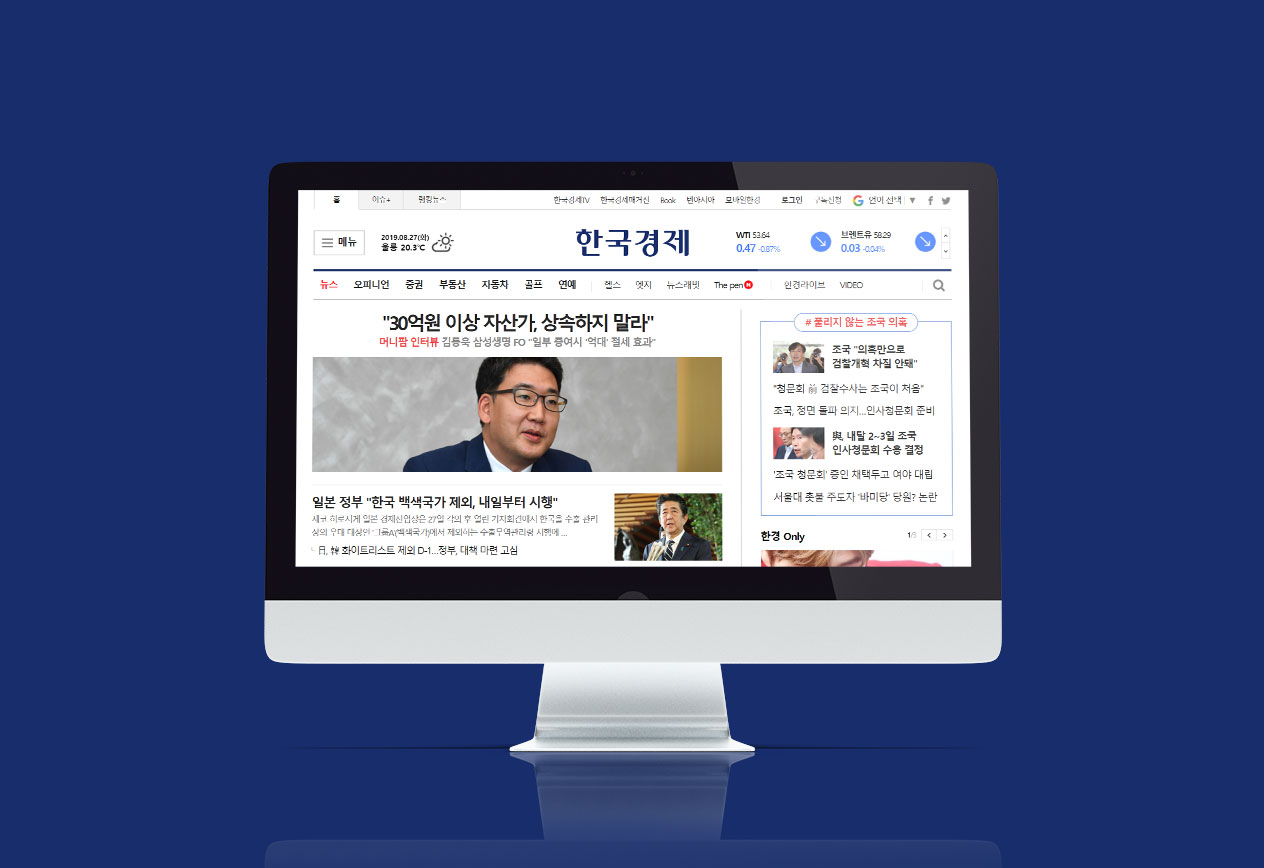 홈 이슈+ 랭킹뉴스 한국경제TV 한국경제매거진 Book 번아시아 모바일한경 로그인 구독신청 언어 선택 ▼
메뉴
2019.08.27(화)
울릉 20.3℃
한국경제
WTI 53.64
0.47 -0.87%
브렌트유 58.29
0.03 -0.04%
뉴스 오피니언 증권 부동산 자동차 골프 연예 헬스 엣지 뉴스래빗 The pen N 한경라이브 VIDEO
"30억원 이상 자산가, 상속하지 말라"
머니팜 인터뷰 김동욱 삼성생명 FO "일부 증여시 '억대' 절세 효과"
일본 정부 "한국 백색국가 제외, 내일부터 시행"
세코 히로시게 일본 경제산업상은 27일 각의 후 열린 기자회견에서 한국을 수출 관리
상의 우대 대상인 '그룹A(백색국가)'에서 제외하는 수출무역관리령 시행에 ...
日, 韓 화이트리스트 제외 D-1...정부, 대책 마련 고심
# 풀리지 않는 조국 의혹
조국 "의혹만으로
검찰개혁 차질 안돼"
"청문회 前 검찰수사는 조국이 처음"
조국, 정면 돌파 의지...인사청문회 준비
與, 내달 2~3일 조국
인사청문회 수용 결정
'조국 청문회' 증인 채택두고 여야 대립
서울대 촛불 주도자 '바미당' 당원? 논란
한경 Only
1/3